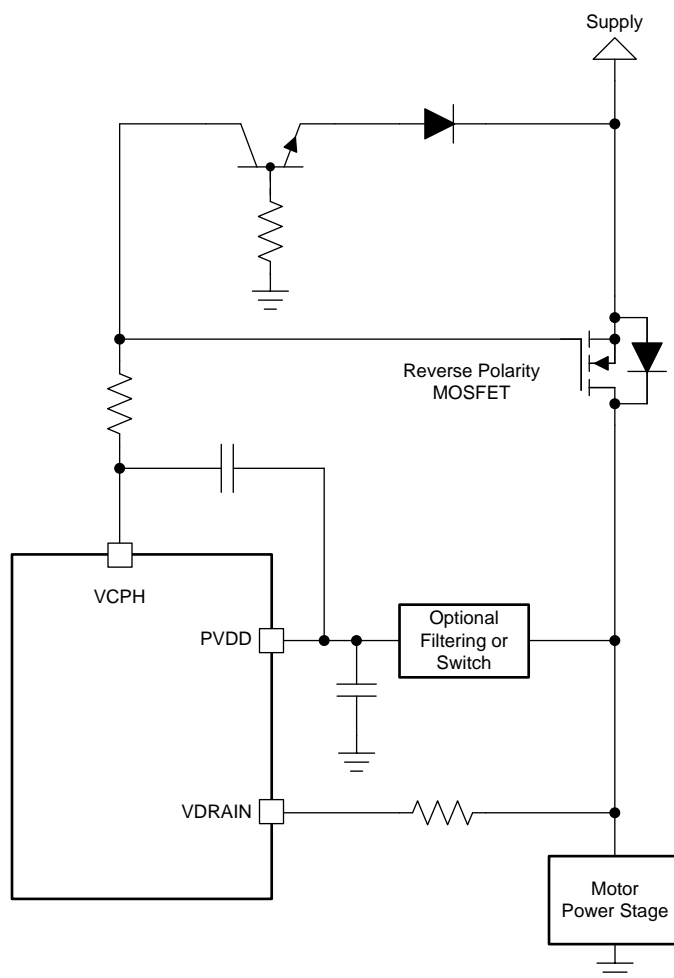 Supply
Reverse Polarity
MOSFET
VCPH
PVDD
Optional
Filtering or
Switch
VDRAIN
Motor
Power Stage